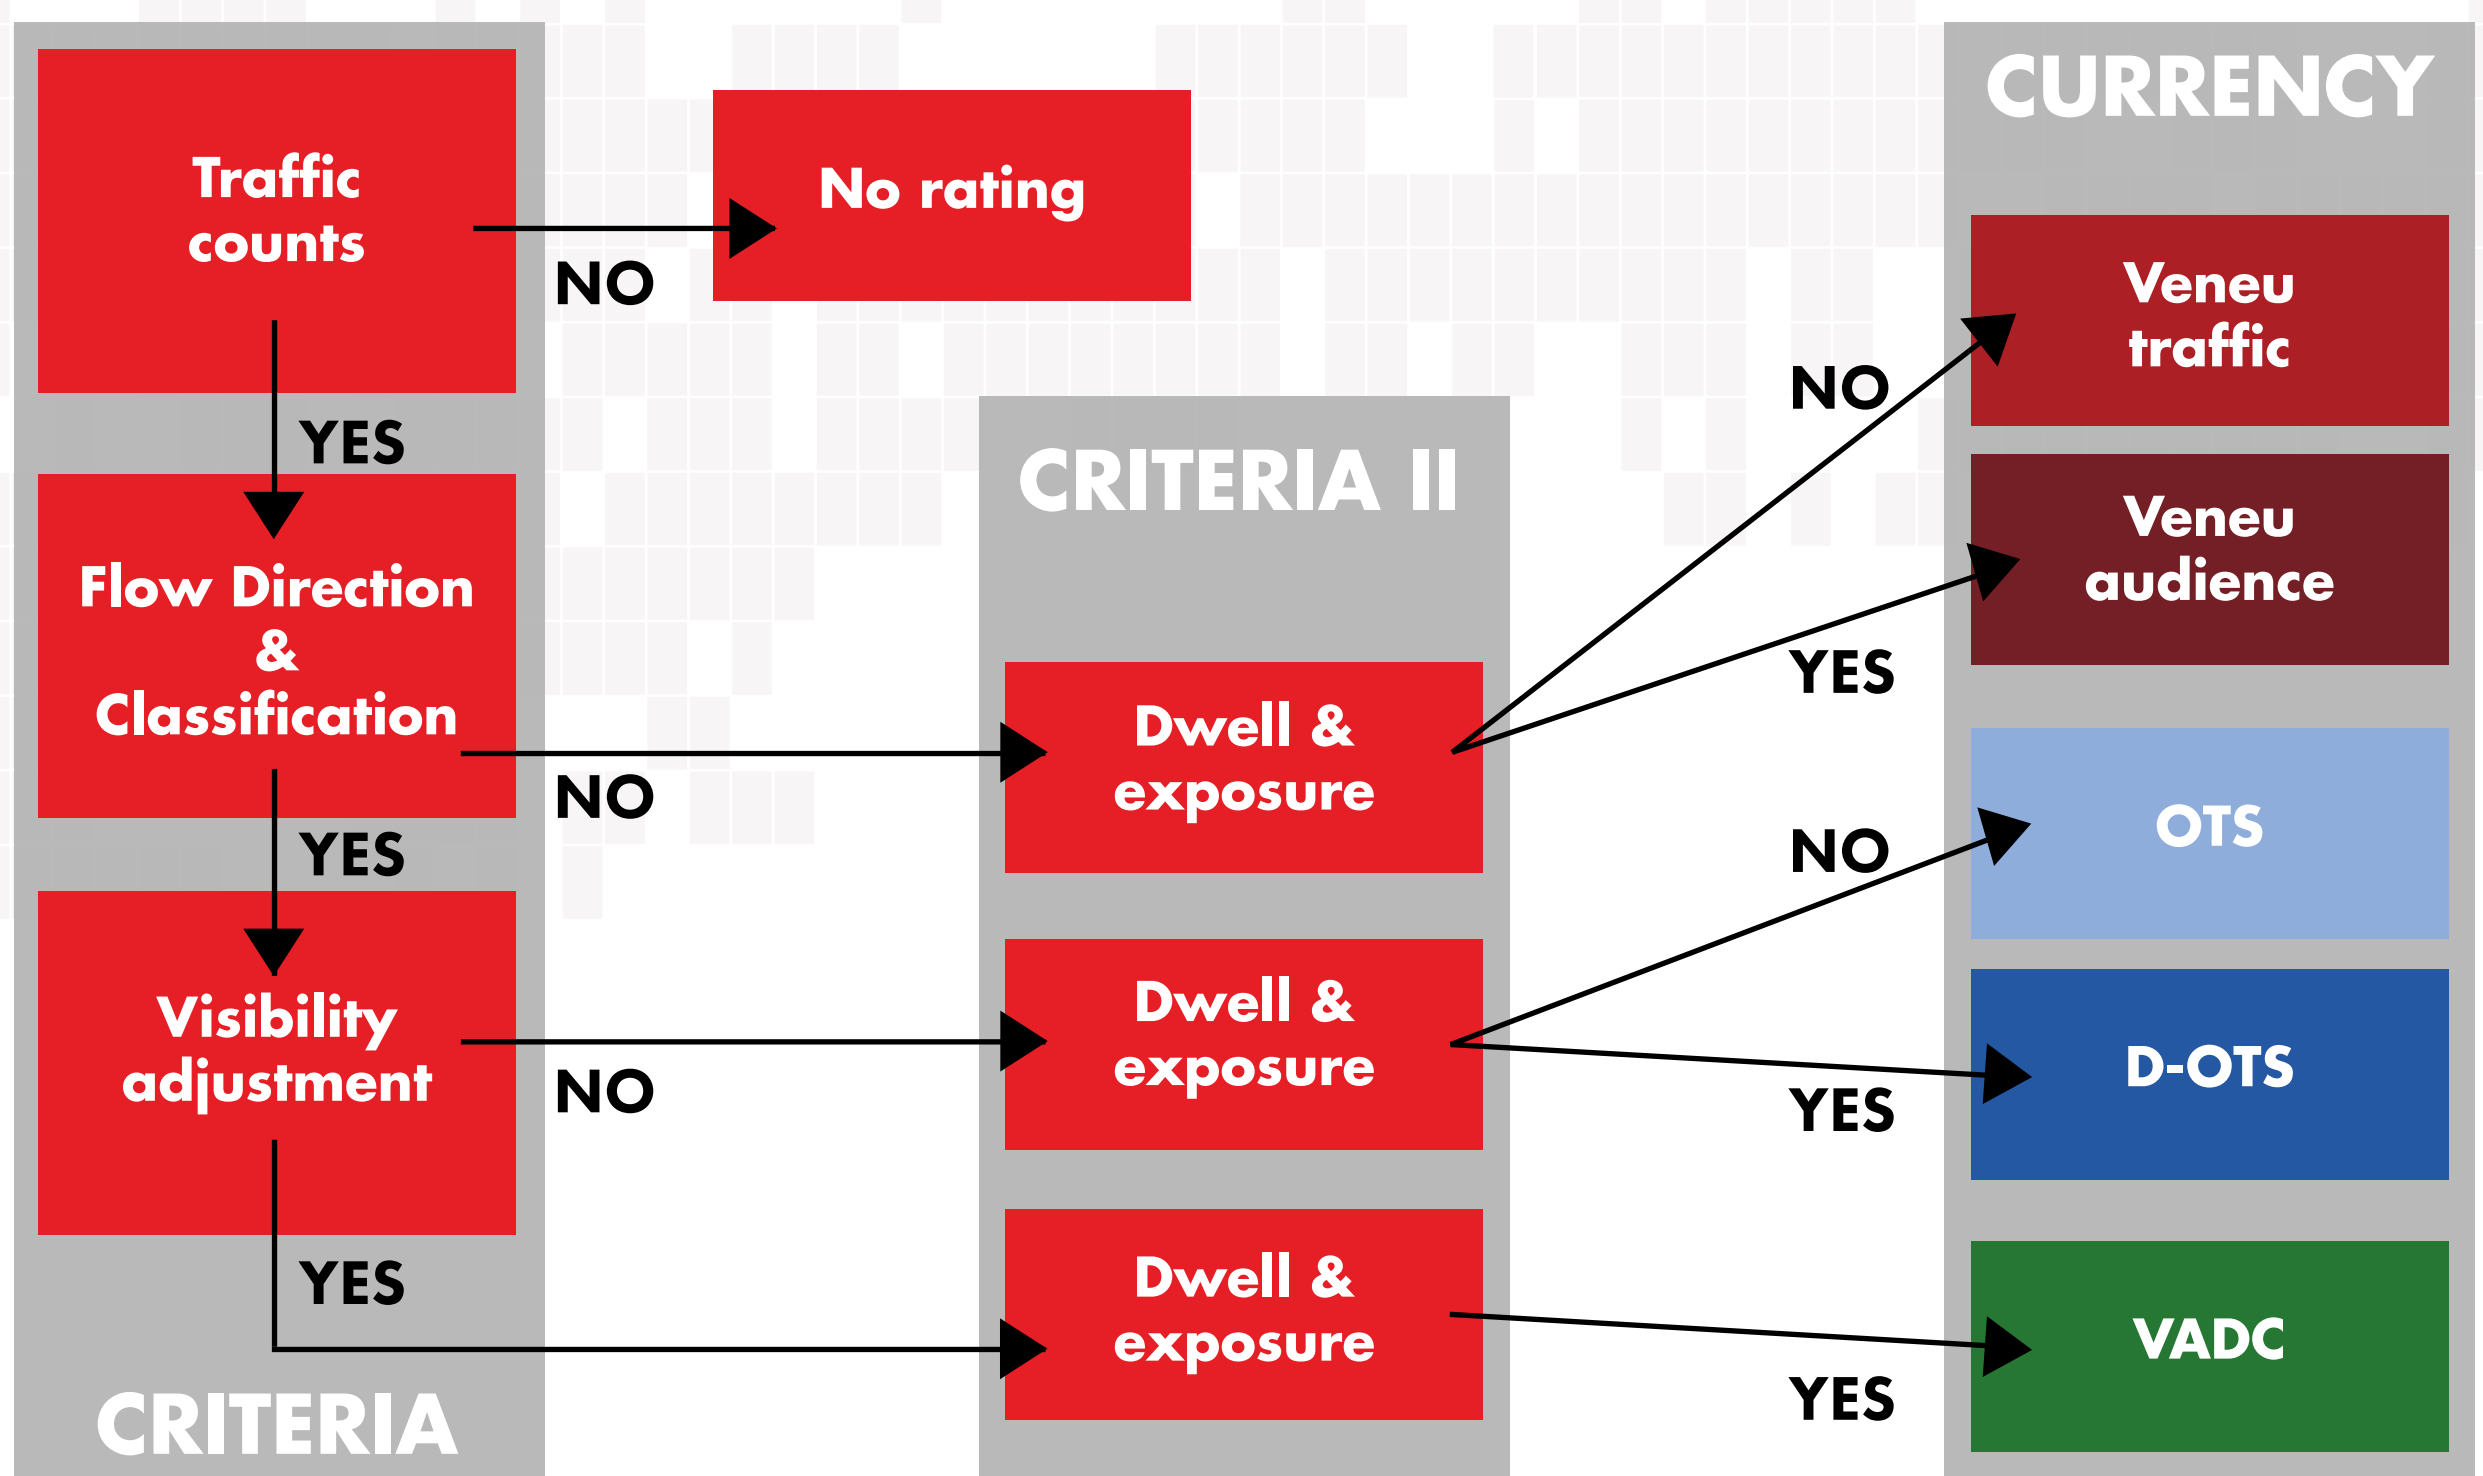 Traffic
counts
NO
No rating
YES
Flow Direction
&
Classification
NO
YES
Visibility
adjustment
NO
YES
CRITERIA
CRITERIA II
Dwell &
exposure
Dwell &
exposure
Dwell &
exposure
NO
YES
NO
YES
YES
CURRENCY
Veneu
traffic
Veneu
audience
OTS
D-OTS
VADC